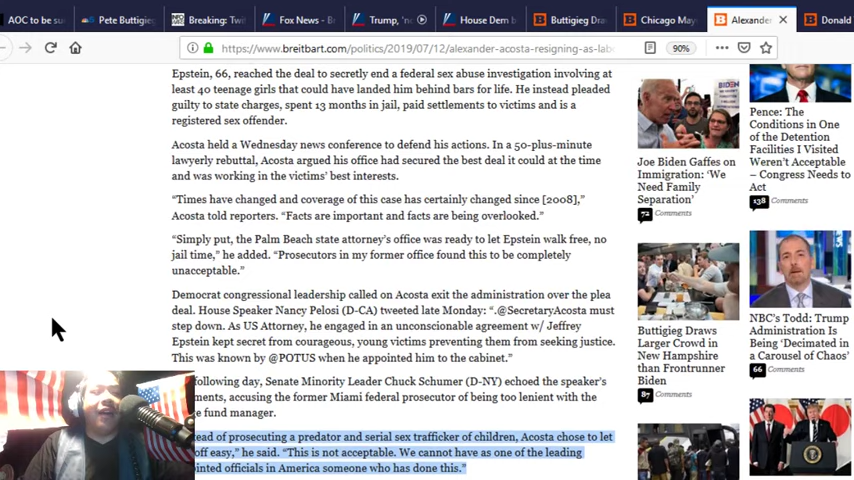 AOC to be su
Pete Buttigieg
Breaking: Twi
Fox News - Br
Trump, 'no
House Dem b
Buttigieg Dra
Chicago May
Alexander
Donald
https://www.breitbart.com/politics/2019/07/12/alexander-acosta-resigning-as-lab
90%
Epstein, 66, reached the deal to secretly end a federal sex abuse investigation involving at
least 40 teenage girls that could have landed him behind bars for life. He instead pleaded
guilty to state charges, spent 13 months in jail, paid settlements to victims and is a
registered sex offender.
Acosta held a Wednesday news conference to defend his actions. In a 50-plus-minute
lawyerly rebuttal, Acosta argued his office had secured the best deal it could at the time
and was working in the victims' best interests.
“Times have changed and coverage of this case has certainly changed since [2008],”
Acosta told reporters. “Facts are important and facts are being overlooked.”
“Simply put, the Palm Beach state attorney’s office was ready to let Epstein walk free, no
jail time,” he added. “Prosecutors in my former office found this to be completely
unacceptable.”
Democrat congressional leadership called on Acosta exit the administration over the plea
deal. House Speaker Nancy Pelosi (D-CA) tweeted late Monday: “.@SecretaryAcosta must
step down. As US Attorney, he engaged in an unconscionable agreement w/ Jeffrey
Epstein kept secret from courageous, young victims preventing them from seeking justice.
This was known by @POTUS when he appointed him to the cabinet.”
following day, Senate Minority Leader Chuck Schumer (D-NY) echoed the speaker’s
ments, accusing the former Miami federal prosecutor of being too lenient with the
e fund manager.
ead of prosecuting a predator and serial sex trafficker of children, Acosta chose to let
off easy,” he said. “This is not acceptable. We cannot have as one of the leading
inted officials in America someone who has done this.”
BIDEN
Joe Biden Gaffes on
Immigration: ‘We
Need Family
Separation’
72 Comments
Buttigieg Draws
Larger Crowd in
New Hampshire
than Frontrunner
Biden
87 Comments
Pence: The
Conditions in One
of the Detention
Facilities I Visited
Weren’t Acceptable
– Congress Needs to
Act
138 Comments
NBC’s Todd: Trump
Administration Is
Being ‘Decimated in
a Carousel of Chaos’
66 Comments